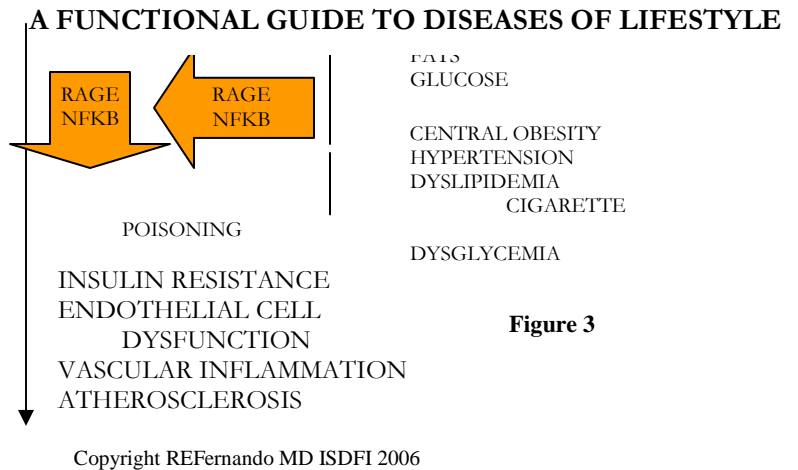 A FUNCTIONAL GUIDE TO DISEASES OF LIFESTYLE
FATS
GLUCOSE
RAGE
NFKB
RAGE
NFKB
CENTRAL OBESITY
HYPERTENSION
DYSLIPIDEMIA
CIGARETTE
POISONING
DYSGLYCEMIA
INSULIN RESISTANCE
ENDOTHELIAL CELL
DYSFUNCTION
VASCULAR INFLAMMATION
ATHEROSCLEROSIS
Figure 3
Copyright REFernando MD ISDFI 2006